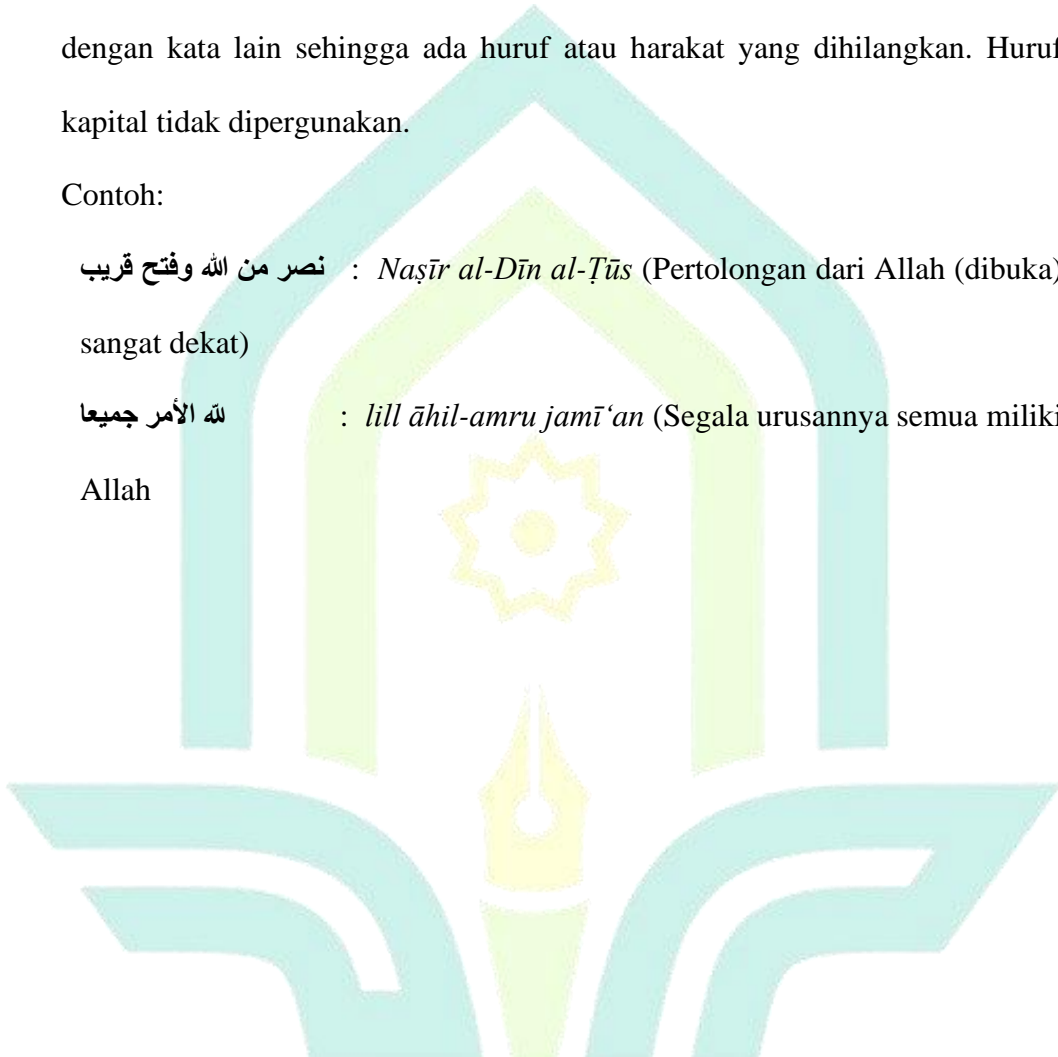 dengan kata lain sehingga ada huruf atau harakat yang dihilangkan. Huruf
kapital tidak dipergunakan.
Contoh:
نصر من الله وفتح قريب : Naṣīr al-Dīn al-Ṭūs (Pertolongan dari Allah (dibuka)
sangat dekat)
لله الأمر جميعا : lill āhil-amru jamī‘an (Segala urusannya semua miliki
Allah